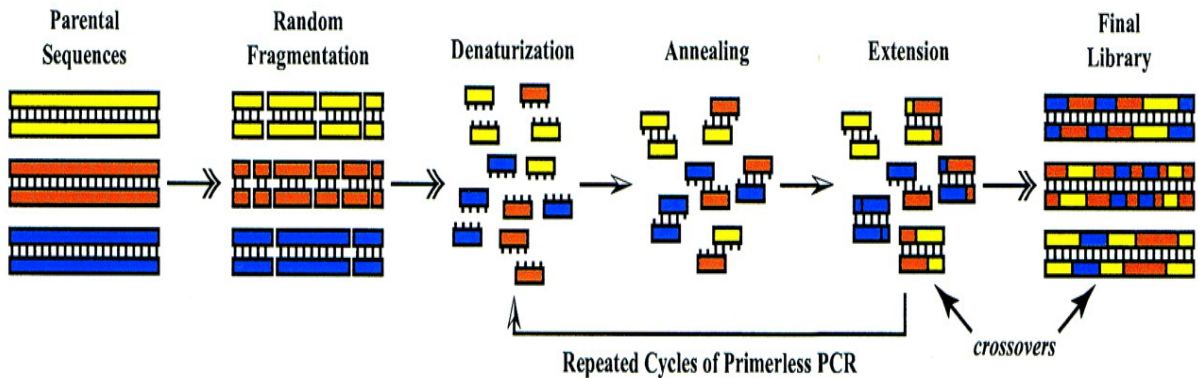 Parental
Sequences
Random
Fragmentation
Denaturization
Annealing
Extension
Final
Library
crossovers
Repeated Cycles of Primerless PCR